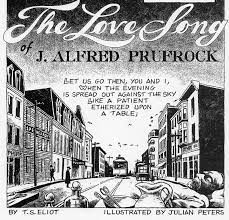 The Love Song
of J. ALFRED PRUFROCK
LET US GO THEN, YOU AND I,
WHEN THE EVENING
IS SPREAD OUT AGAINST THE SKY
LIKE A PATIENT
ETHERIZED UPON
A TABLE;
BY T.S. ELIOT
ILLUSTRATED BY JULIAN PETERS